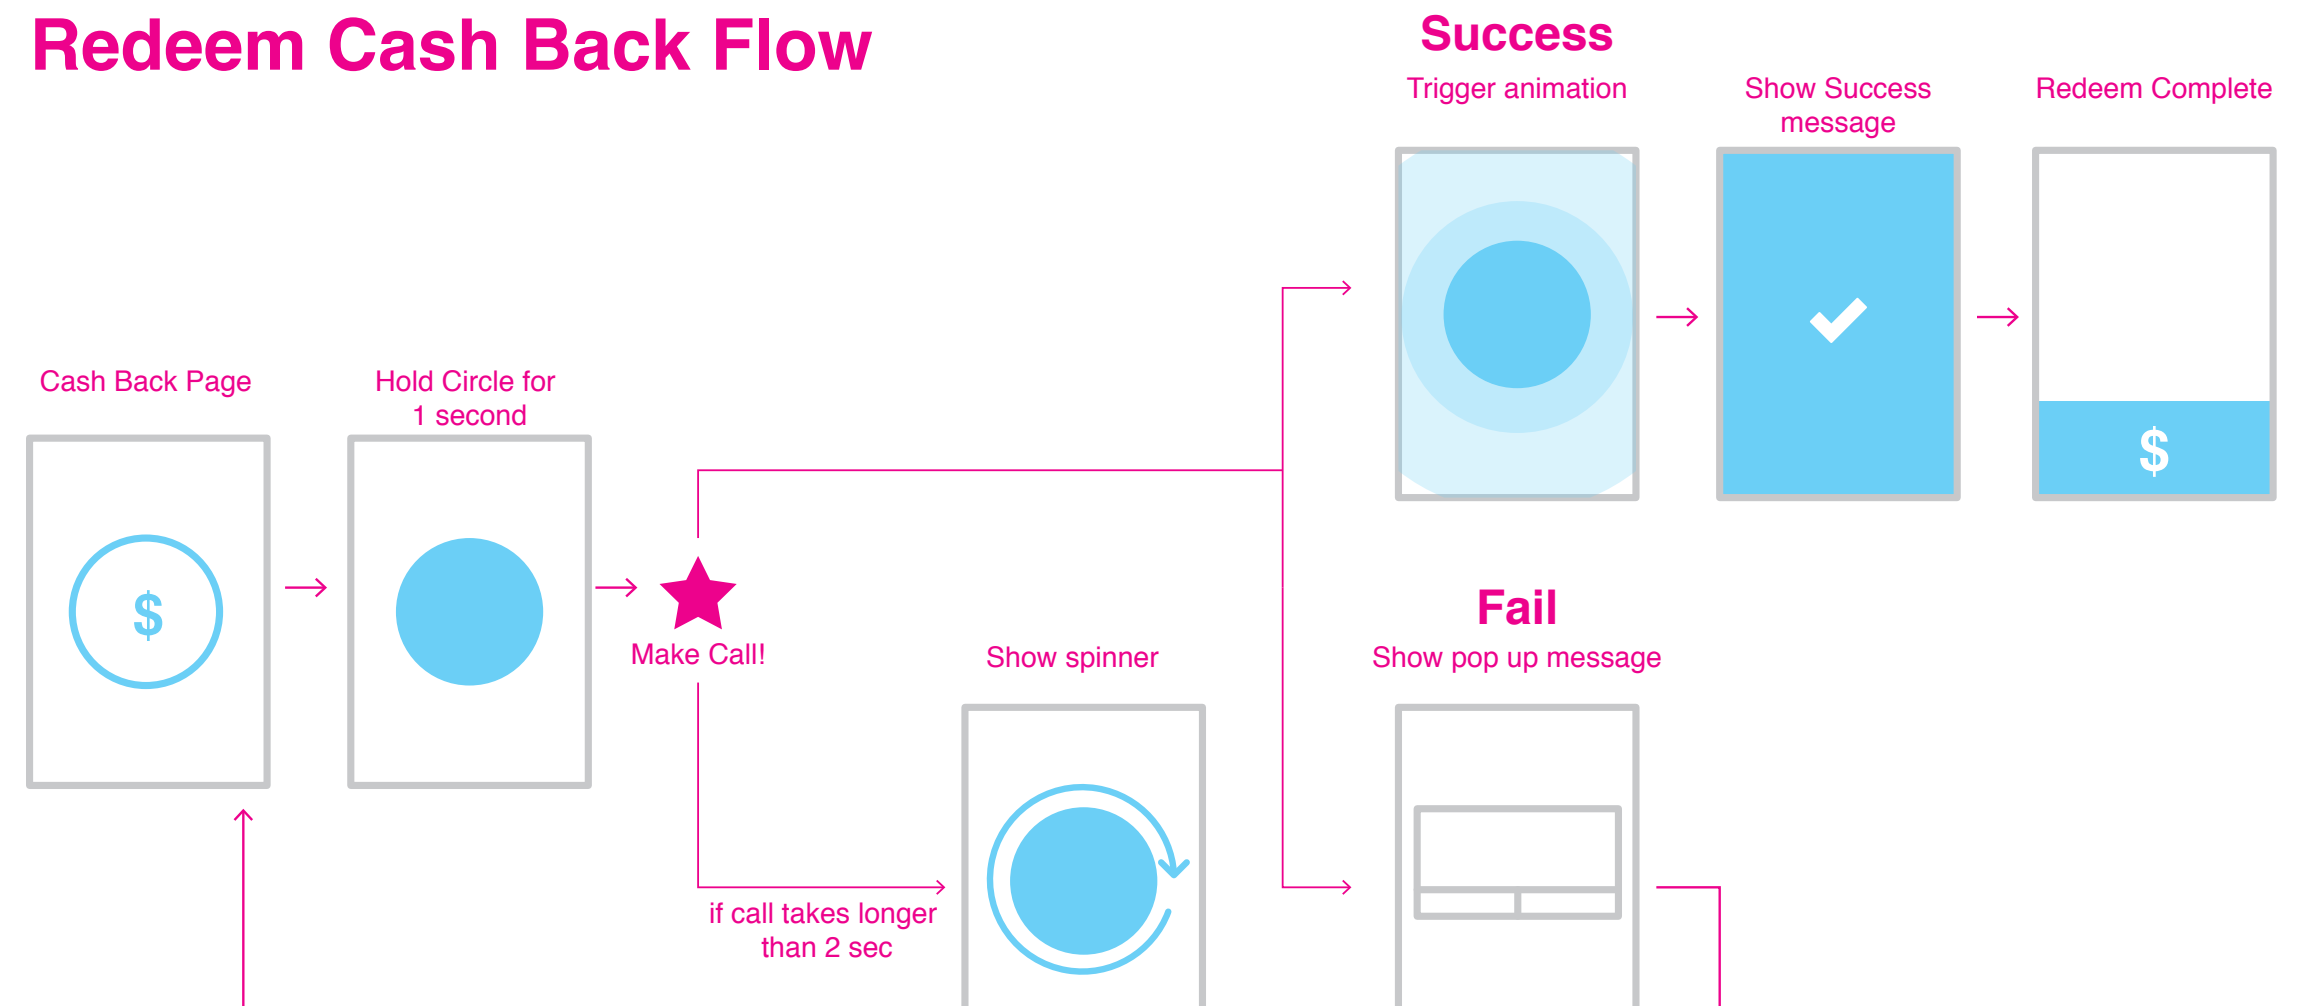 Redeem Cash Back Flow
Success
Trigger animation
Show Success
message
Redeem Complete
$
Cash Back Page
Hold Circle for
1 second
$
Make Call!
Fail
Show spinner
Show pop up message
if call takes longer
than 2 sec